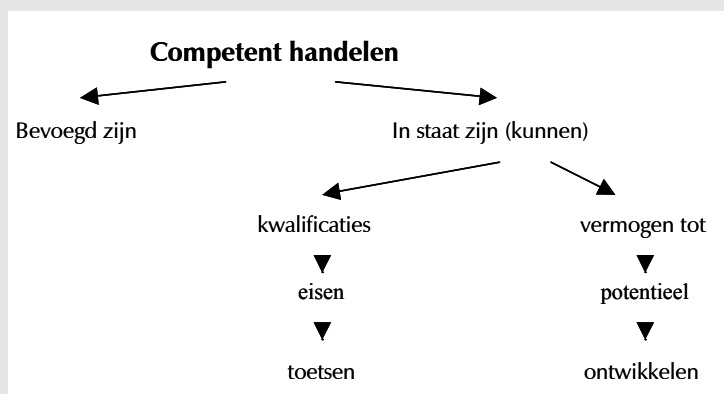 Competent handelen
Bevoegd zijn
In staat zijn (kunnen)
kwalificaties
vermogen tot
eisen
potentieel
toetsen
ontwikkelen